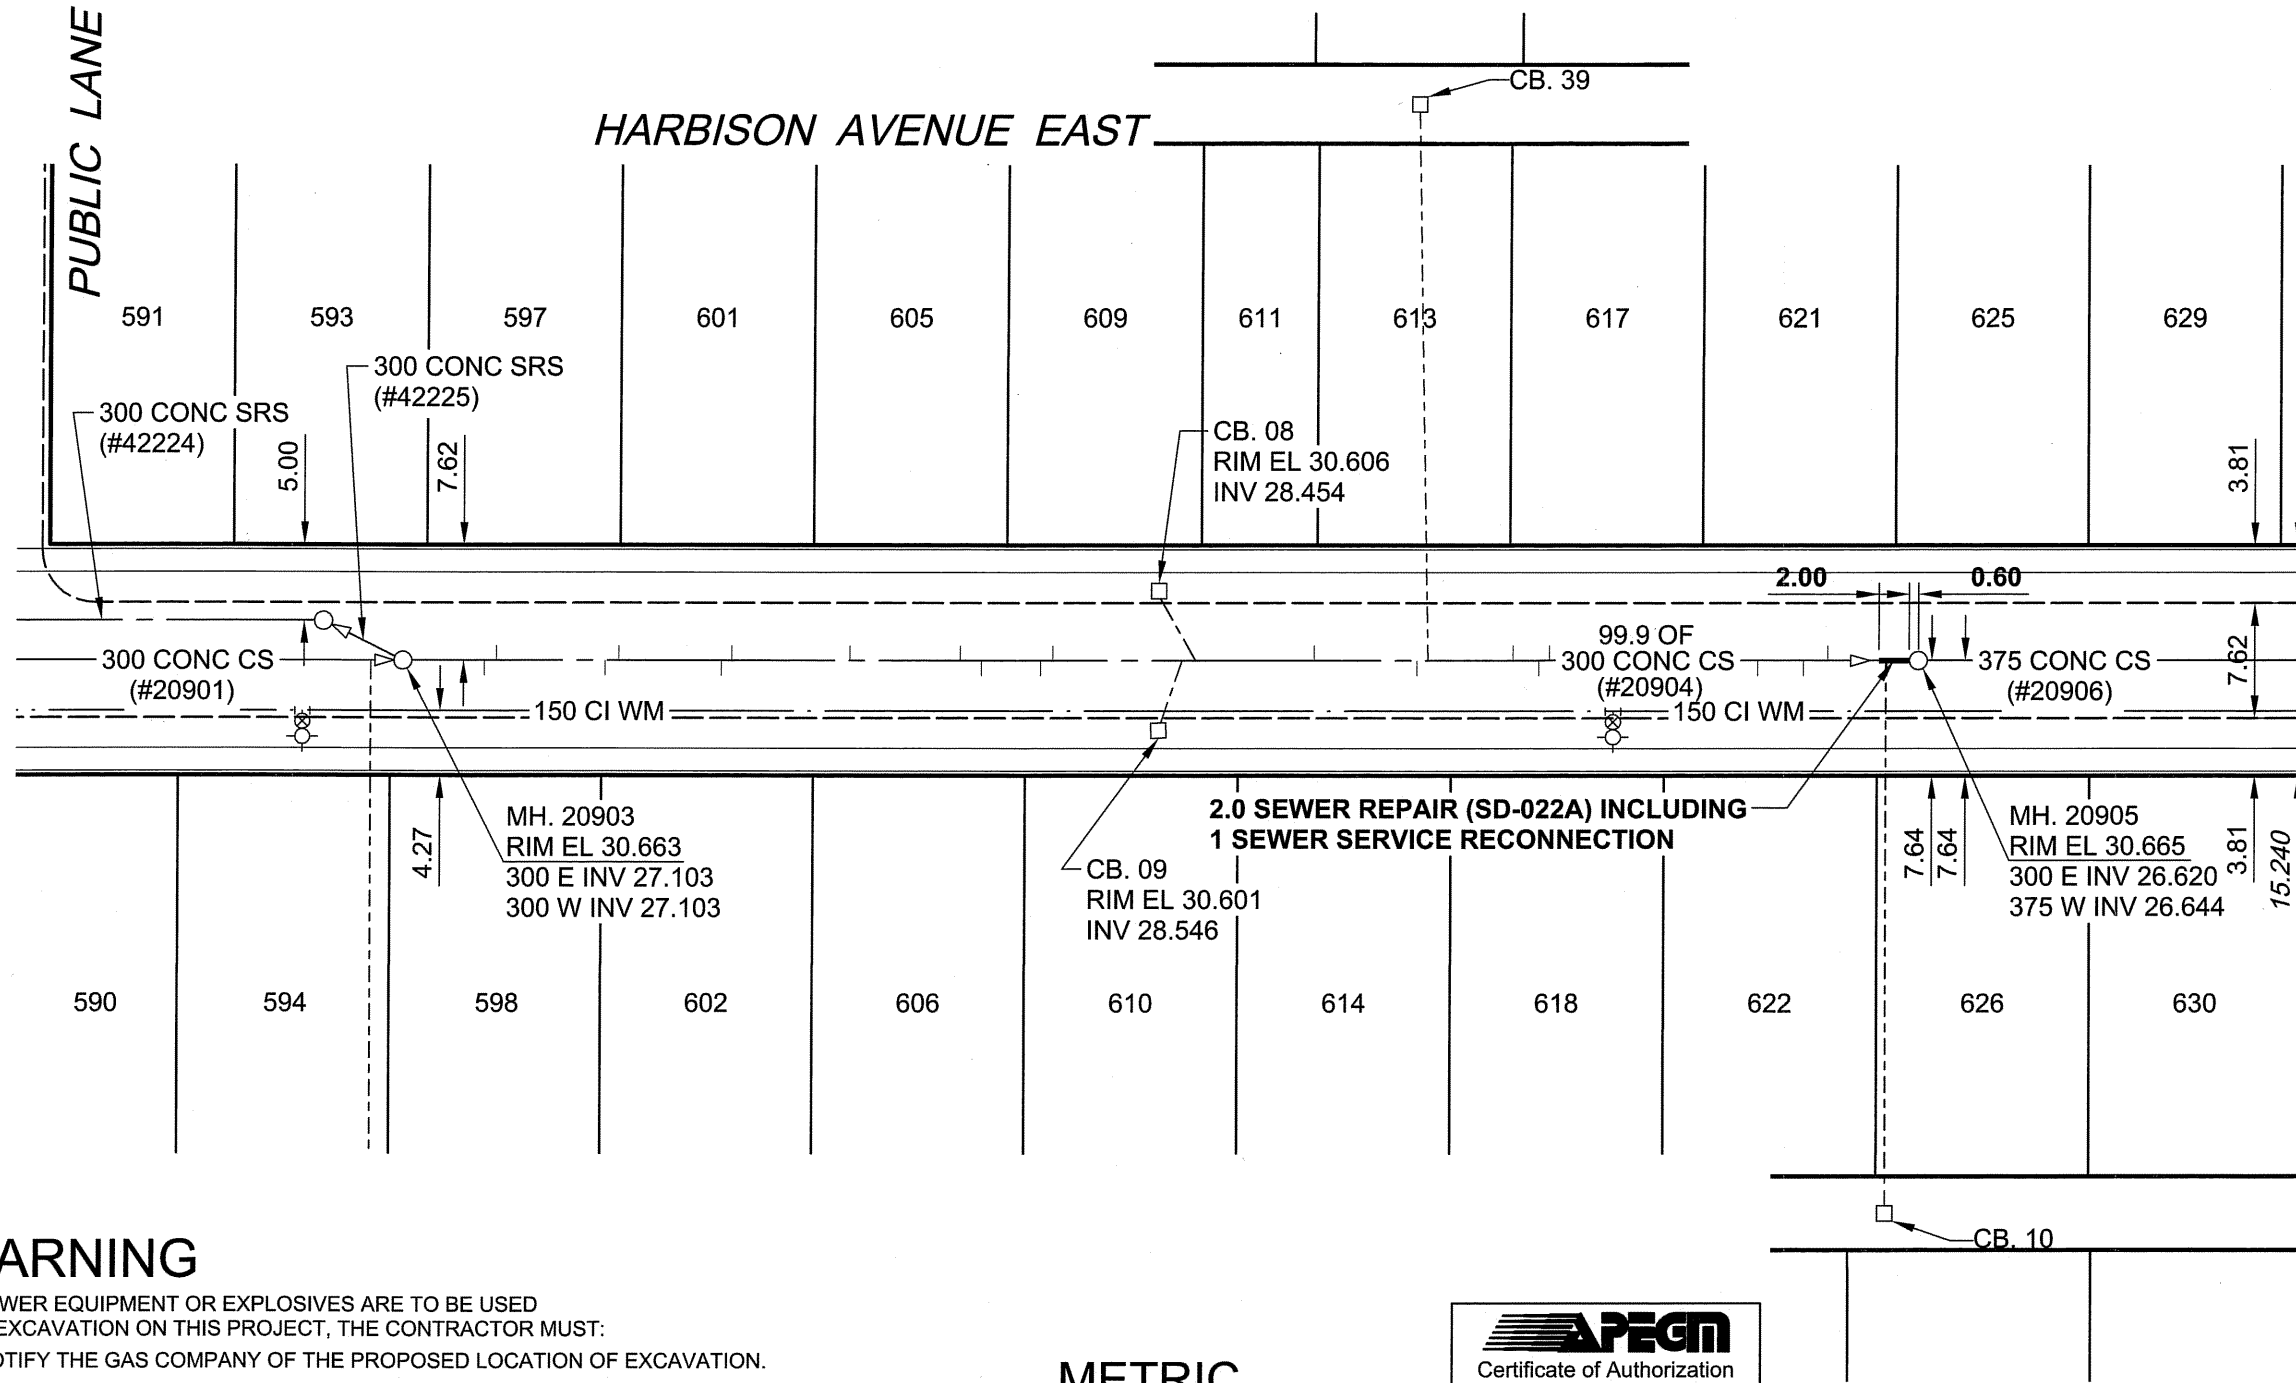 PUBLIC LANE
HARBISON AVENUE EAST
CB. 39
591
593
597
601
605
609
611
613
617
621
625
629
300 CONC SRS
(#42225)
300 CONC SRS
(#42224)
5.00
7.62
CB. 08
RIM EL 30.606
INV 28.454
3.81
2.00
0.60
300 CONC CS
(#20901)
99.9 OF
300 CONC CS
(#20904)
375 CONC CS
(#20906)
7.62
150 CI WM
150 CI WM
4.27
MH. 20903
RIM EL 30.663
300 E INV 27.103
300 W INV 27.103
2.0 SEWER REPAIR (SD-022A) INCLUDING
1 SEWER SERVICE RECONNECTION
CB. 09
RIM EL 30.601
INV 28.546
7.64
7.64
MH. 20905
RIM EL 30.665
300 E INV 26.620
375 W INV 26.644
3.81
15.240
590
594
598
602
606
610
614
618
622
626
630
CB. 10
ARNING
WER EQUIPMENT OR EXPLOSIVES ARE TO BE USED
EXCAVATION ON THIS PROJECT, THE CONTRACTOR MUST:
OTIFY THE GAS COMPANY OF THE PROPOSED LOCATION OF EXCAVATION.
METRIC
APEGM
Certificate of Authorization